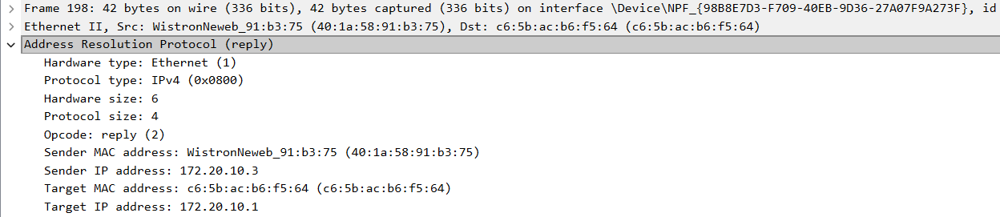 Frame 198: 42 bytes on wire (336 bits), 42 bytes captured (336 bits) on interface \Device\NPF_{98B8E7D3-F709-40EB-9D36-27A07F9A273F}, id
Ethernet II, Src: WistronNeweb_91:b3:75 (40:1a:58:91:b3:75), Dst: c6:5b:ac:b6:f5:64 (c6:5b:ac:b6:f5:64)
Address Resolution Protocol (reply)
Hardware type: Ethernet (1)
Protocol type: IPv4 (0x0800)
Hardware size: 6
Protocol size: 4
Opcode: reply (2)
Sender MAC address: WistronNeweb_91:b3:75 (40:1a:58:91:b3:75)
Sender IP address: 172.20.10.3
Target MAC address: c6:5b:ac:b6:f5:64 (c6:5b:ac:b6:f5:64)
Target IP address: 172.20.10.1